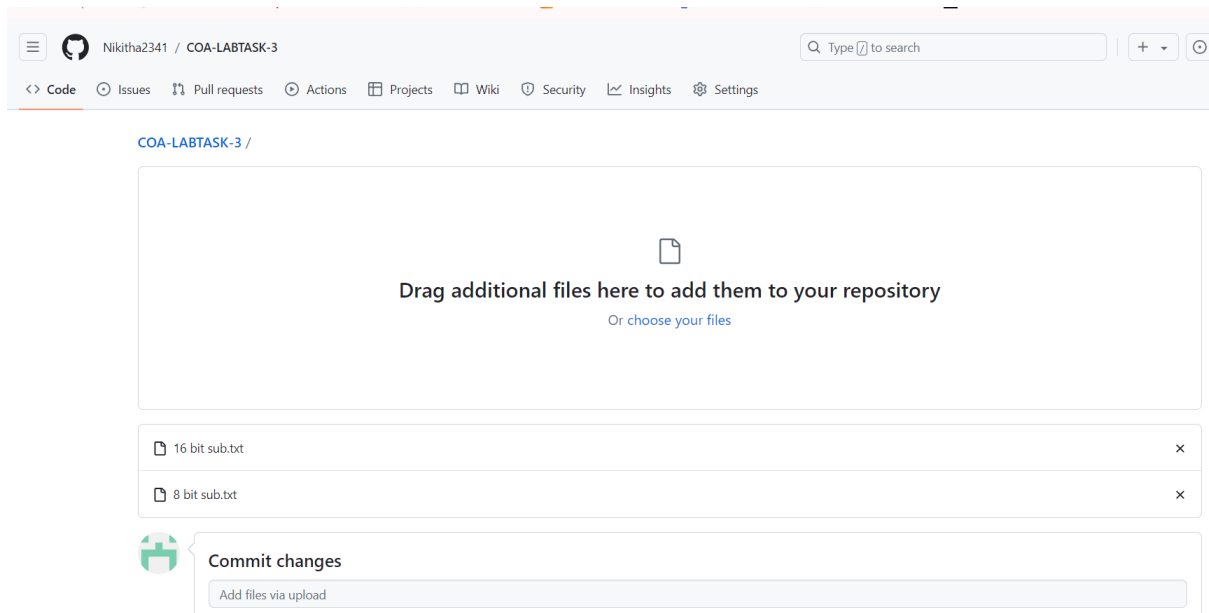 Nikitha2341 / COA-LABTASK-3
Type / to search
Code Issues Pull requests Actions Projects Wiki Security Insights Settings
COA-LABTASK-3 /
Drag additional files here to add them to your repository
Or choose your files
16 bit sub.txt
8 bit sub.txt
Commit changes
Add files via upload